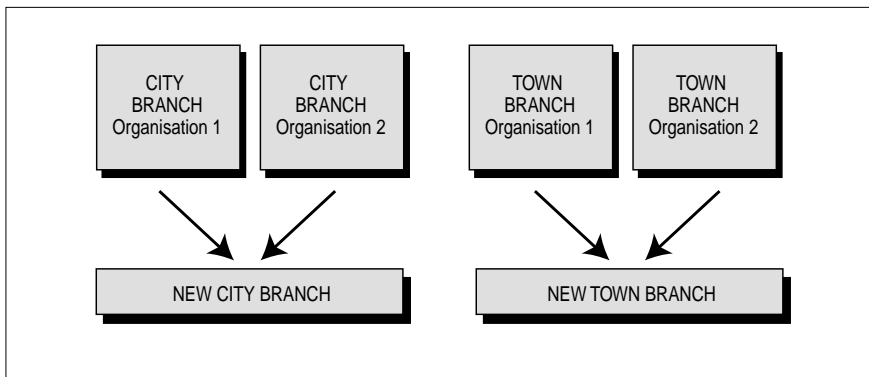 CITY
BRANCH
Organisation 1
CITY
BRANCH
Organisation 2
TOWN
BRANCH
Organisation 1
TOWN
BRANCH
Organisation 2
NEW CITY BRANCH
NEW TOWN BRANCH